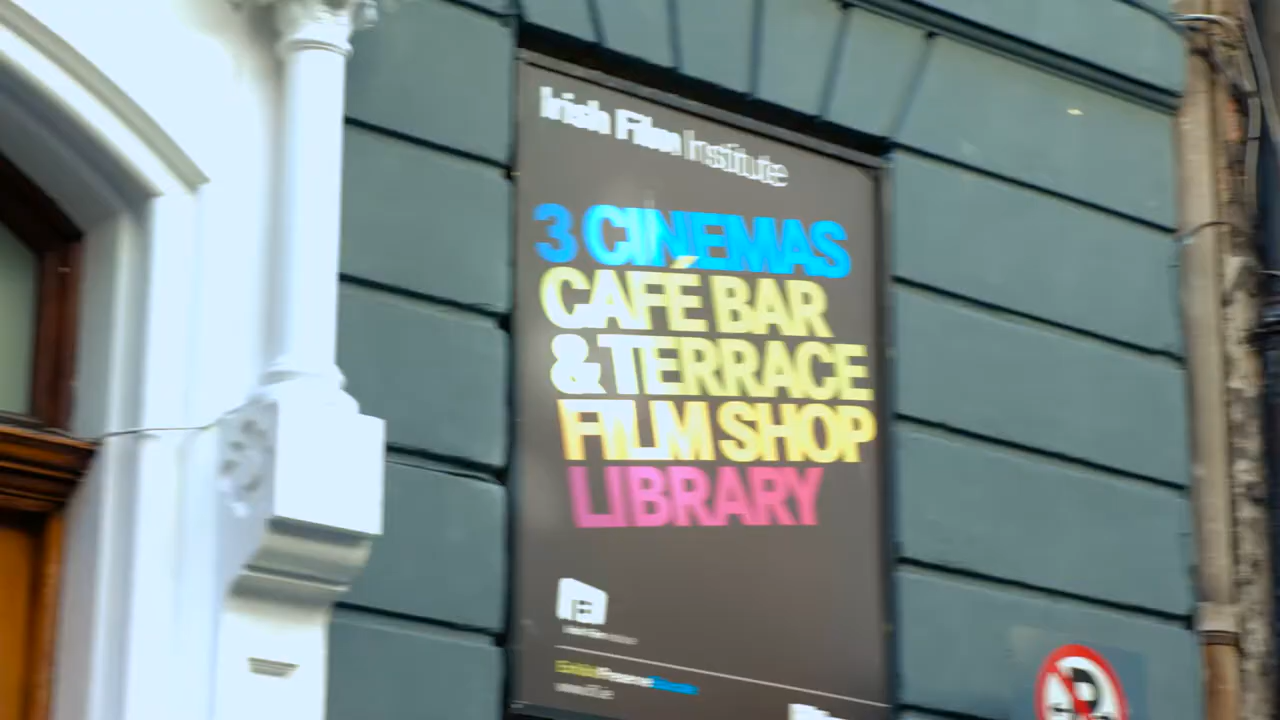 Irish Film Institute
3 CINEMAS
CAFÉ BAR
& TERRACE
FILM SHOP
LIBRARY